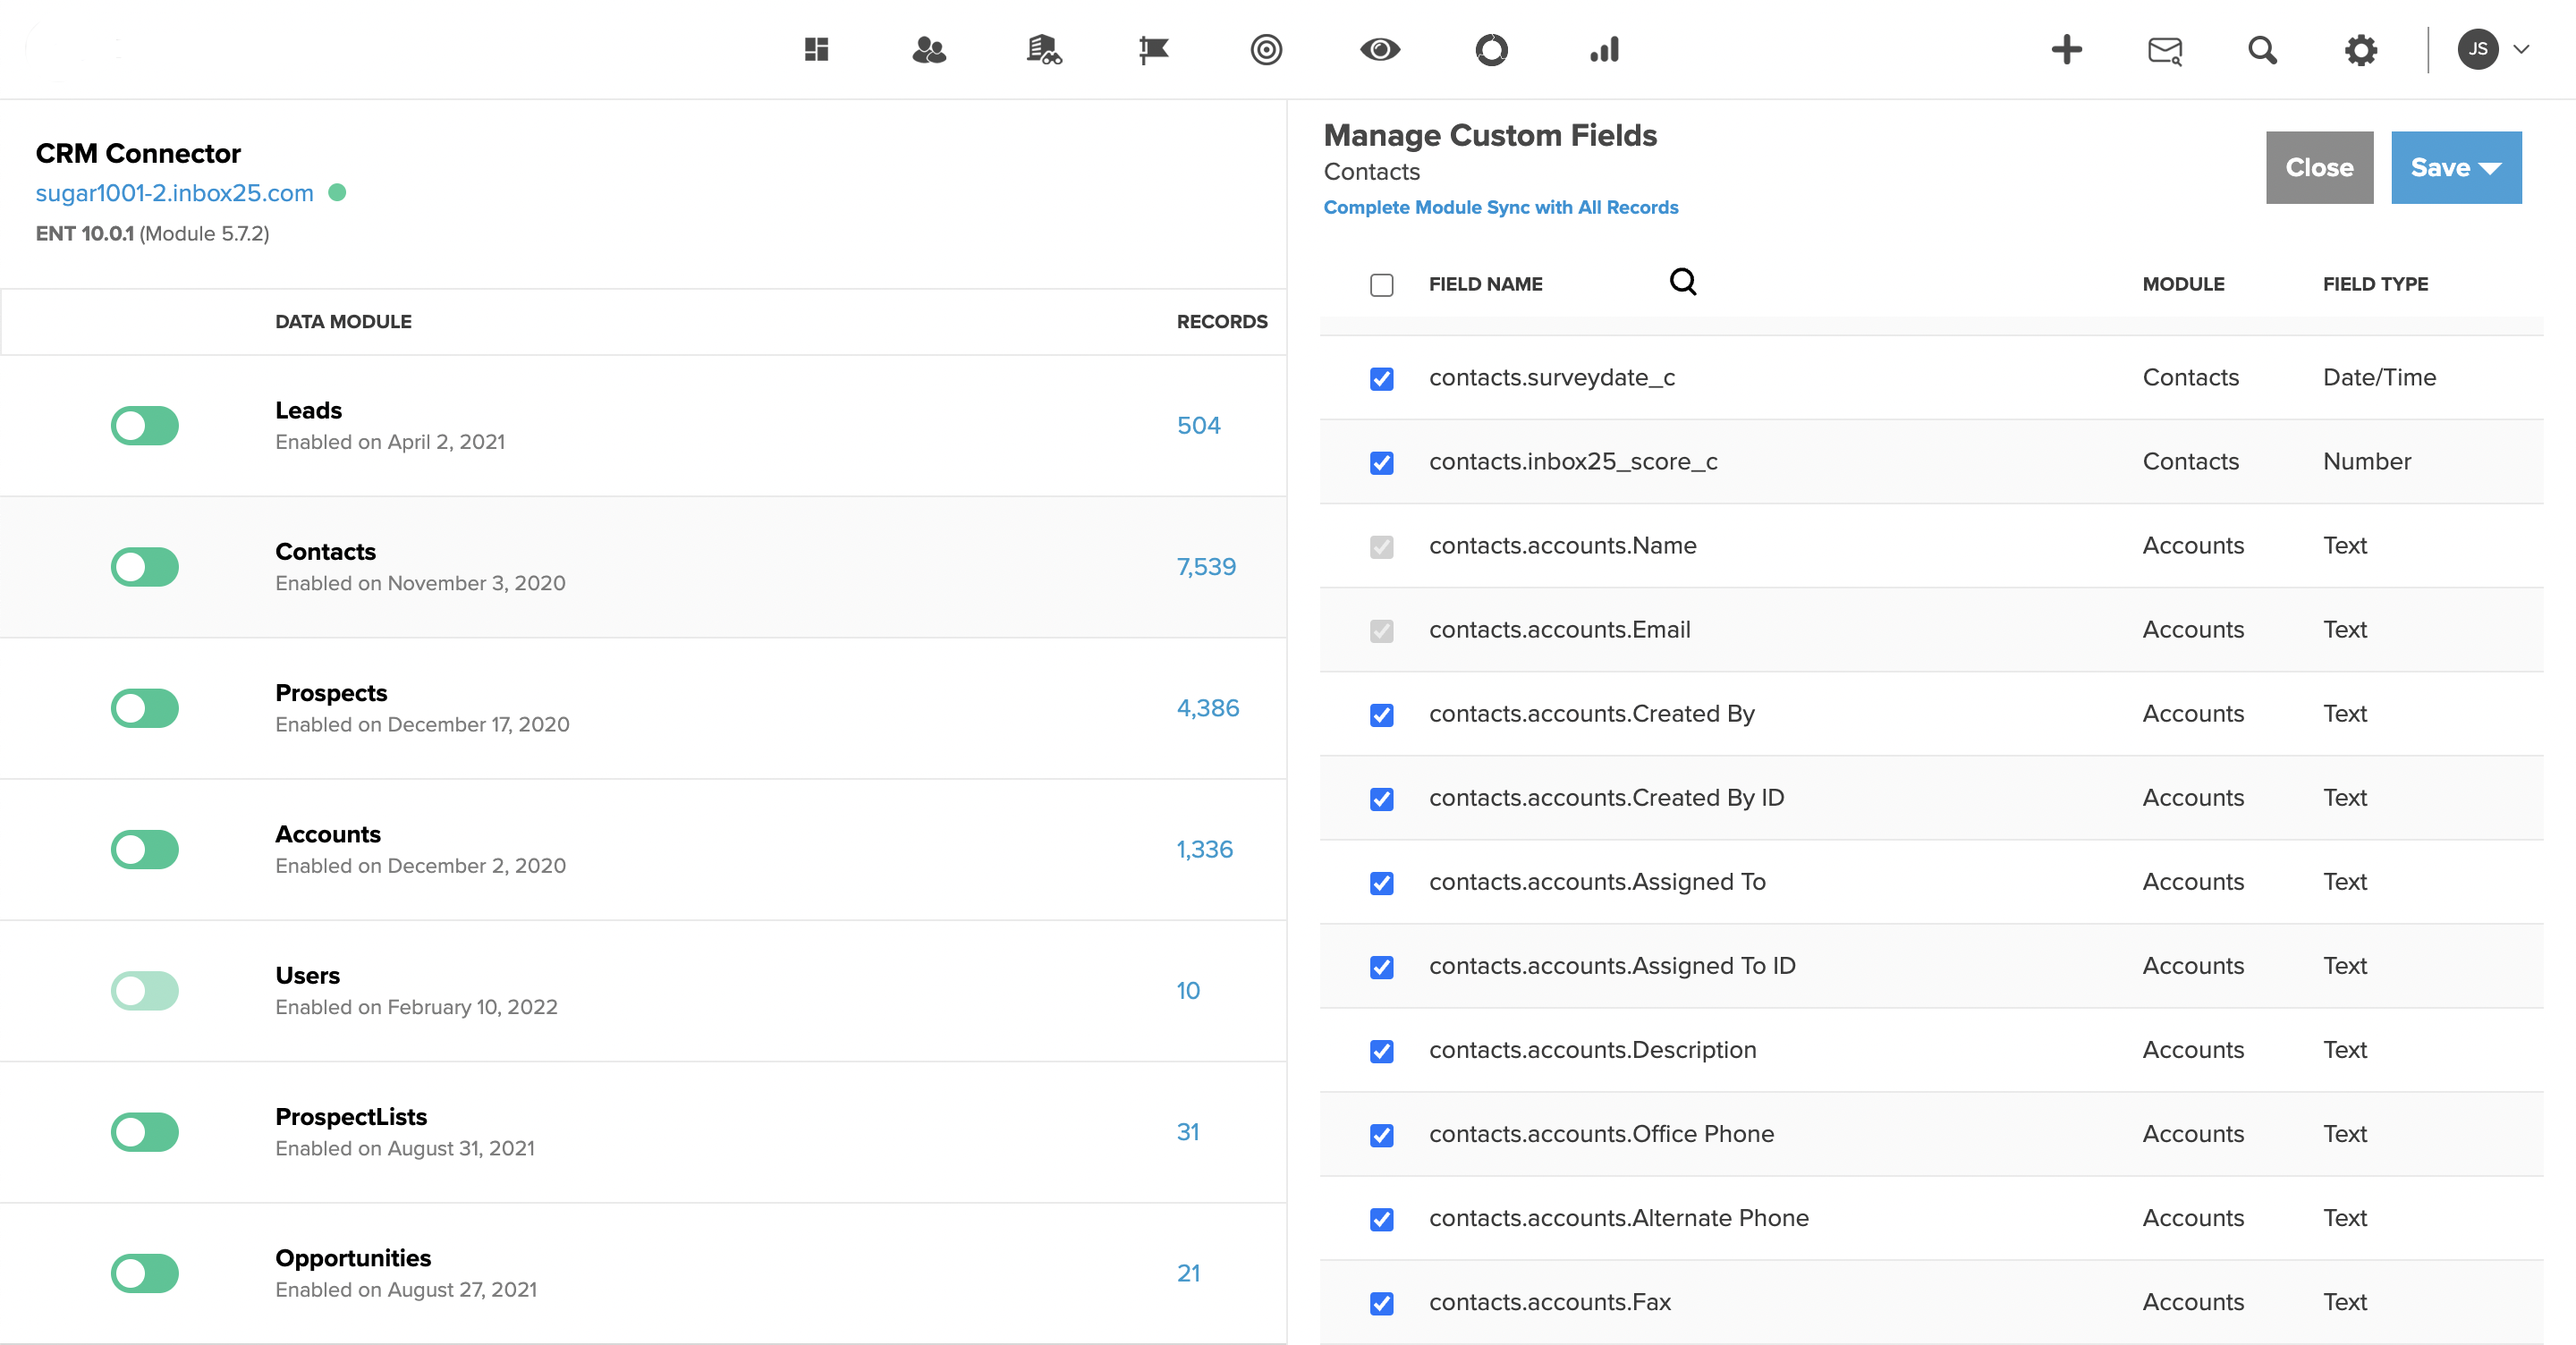 JS
CRM Connector
sugar1001-2.inbox25.com
ENT 10.0.1 (Module 5.7.2)
DATA MODULE RECORDS
Leads
Enabled on April 2, 2021
504
Contacts
Enabled on November 3, 2020
7,539
Prospects
Enabled on December 17, 2020
4,386
Accounts
Enabled on December 2, 2020
1,336
Users
Enabled on February 10, 2022
10
ProspectLists
Enabled on August 31, 2021
31
Opportunities
Enabled on August 27, 2021
21
Manage Custom Fields
Contacts
Complete Module Sync with All Records
Close Save
FIELD NAME MODULE FIELD TYPE
contacts.surveydate_c Contacts Date/Time
contacts.inbox25_score_c Contacts Number
contacts.accounts.Name Accounts Text
contacts.accounts.Email Accounts Text
contacts.accounts.Created By Accounts Text
contacts.accounts.Created By ID Accounts Text
contacts.accounts.Assigned To Accounts Text
contacts.accounts.Assigned To ID Accounts Text
contacts.accounts.Description Accounts Text
contacts.accounts.Office Phone Accounts Text
contacts.accounts.Alternate Phone Accounts Text
contacts.accounts.Fax Accounts Text